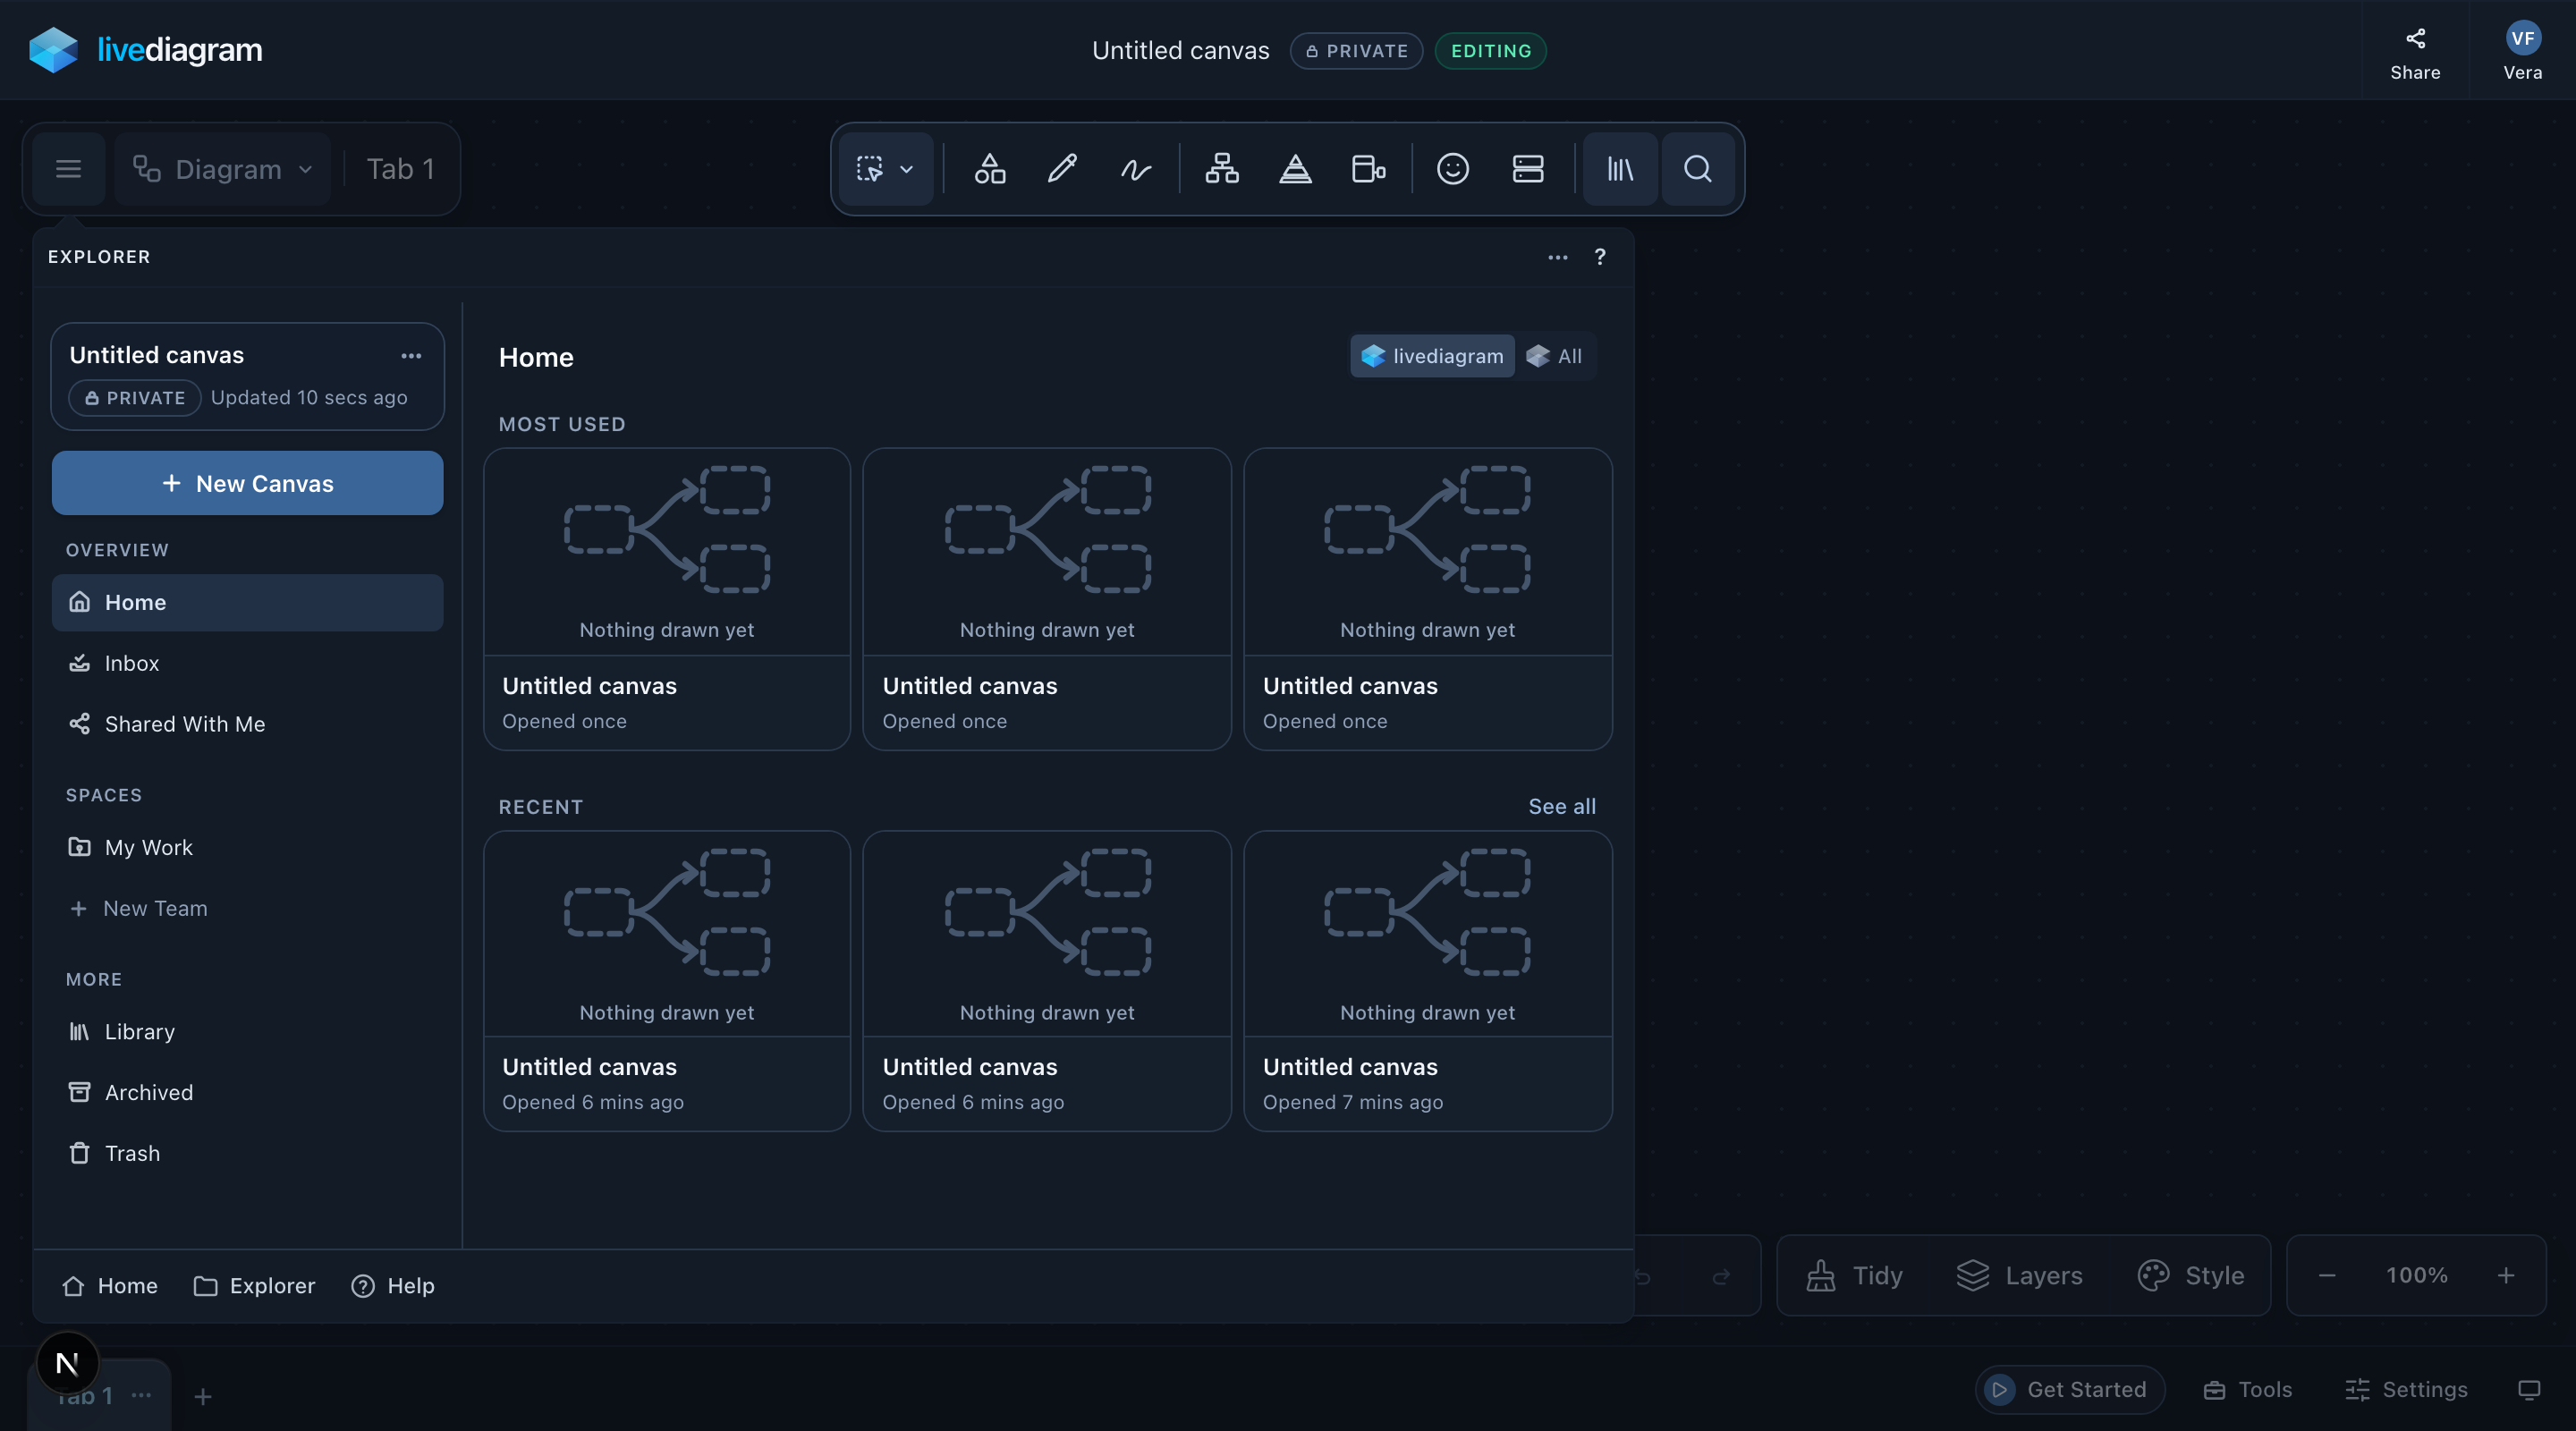 livediagram
Untitled canvas PRIVATE EDITING
Share
VF
Vera
Diagram Tab 1
EXPLORER ?
Untitled canvas
PRIVATE Updated 10 secs ago
+ New Canvas
OVERVIEW
Home
Inbox
Shared With Me
SPACES
My Work
+ New Team
MORE
Library
Archived
Trash
Home
livediagram All
MOST USED
Nothing drawn yet Nothing drawn yet Nothing drawn yet
Untitled canvas Untitled canvas Untitled canvas
Opened once Opened once Opened once
RECENT See all
Nothing drawn yet Nothing drawn yet Nothing drawn yet
Untitled canvas Untitled canvas Untitled canvas
Opened 6 mins ago Opened 6 mins ago Opened 7 mins ago
Home Explorer ? Help
Tidy Layers Style − 100% +
N
Tab 1 +
Get Started Tools Settings